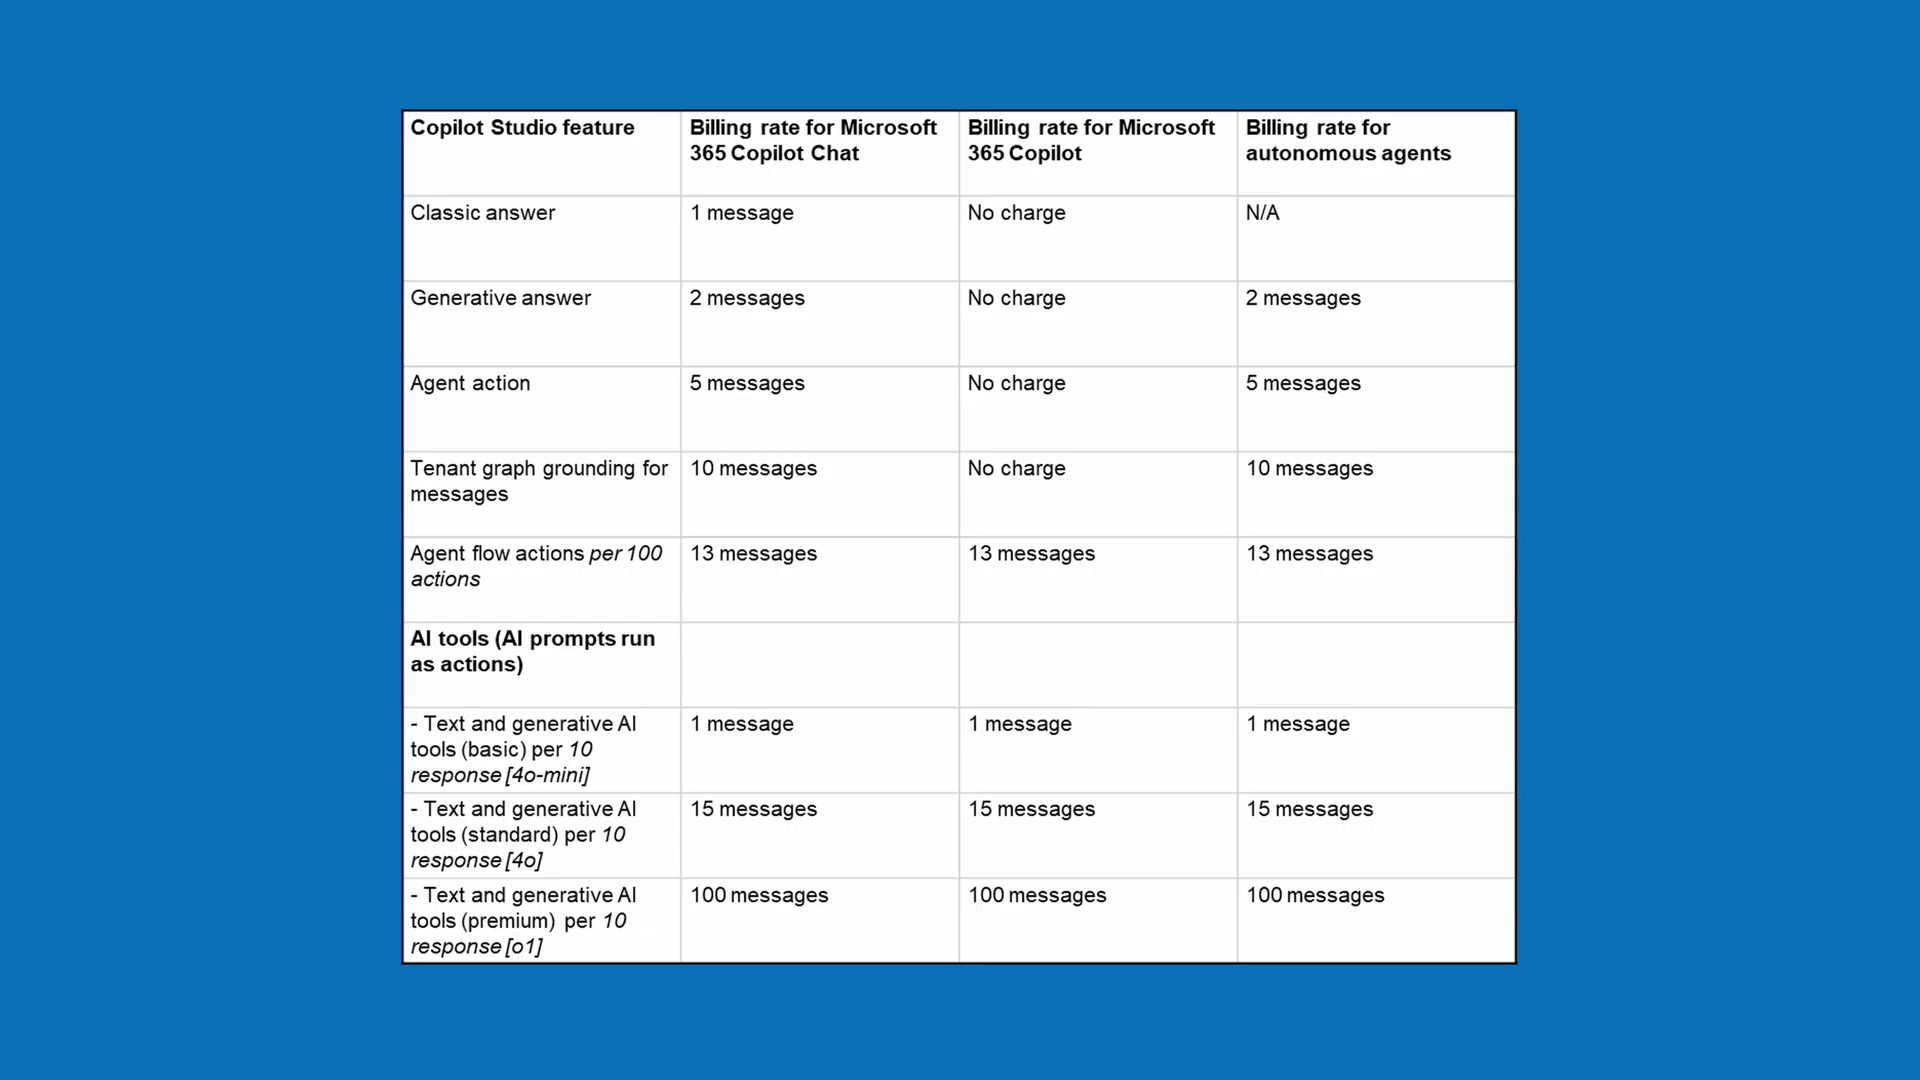 Copilot Studio feature
Billing rate for Microsoft
365 Copilot Chat
Billing rate for Microsoft
365 Copilot
Billing rate for
autonomous agents
Classic answer
1 message
No charge
N/A
Generative answer
2 messages
No charge
2 messages
Agent action
5 messages
No charge
5 messages
Tenant graph grounding for
messages
10 messages
No charge
10 messages
Agent flow actions per 100
actions
13 messages
13 messages
13 messages
AI tools (AI prompts run
as actions)
- Text and generative AI
tools (basic) per 10
response [4o-mini]
1 message
1 message
1 message
- Text and generative AI
tools (standard) per 10
response [4o]
15 messages
15 messages
15 messages
- Text and generative AI
tools (premium) per 10
response [o1]
100 messages
100 messages
100 messages